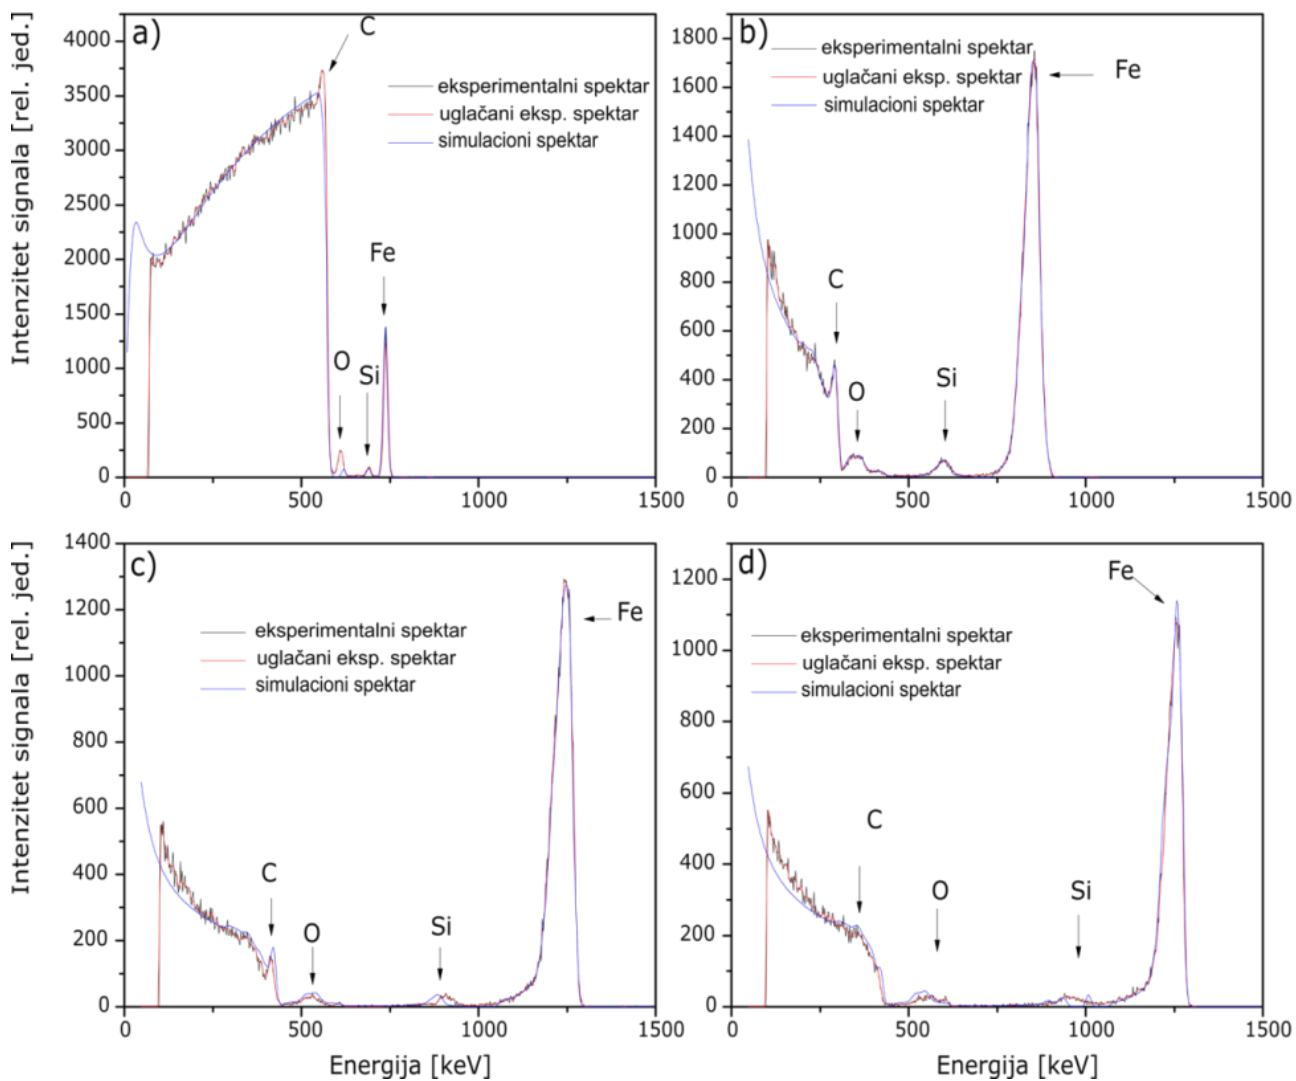 a)
C
eksperimentalni spektar
uglačani eksp. spektar
simulacioni spektar
Fe
O
Si
4000
3500
3000
2500
2000
1500
1000
500
0
0
500
1000
1500
Intenzitet signala [rel. jed.]
b)
eksperimentalni spektar
uglačani eksp. spektar
simulacioni spektar
Fe
C
O
Si
1800
1600
1400
1200
1000
800
600
400
200
0
0
500
1000
1500
c)
eksperimentalni spektar
uglačani eksp. spektar
simulacioni spektar
Fe
C
O
Si
1400
1200
1000
800
600
400
200
0
0
500
1000
1500
Intenzitet signala [rel. jed.]
Energija [keV]
d)
Fe
eksperimentalni spektar
uglačani eksp. spektar
simulacioni spektar
C
O
Si
1200
1000
800
600
400
200
0
0
500
1000
1500
Energija [keV]